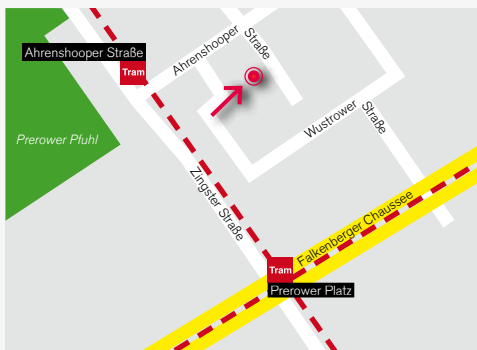 Ahrenshooper Straße
Tram
Ahrenshooper
Straße
Prerower Pfuhl
Wustrower
Straße
Zingster Straße
Falkenberger Chaussee
Tram
Prerower Platz